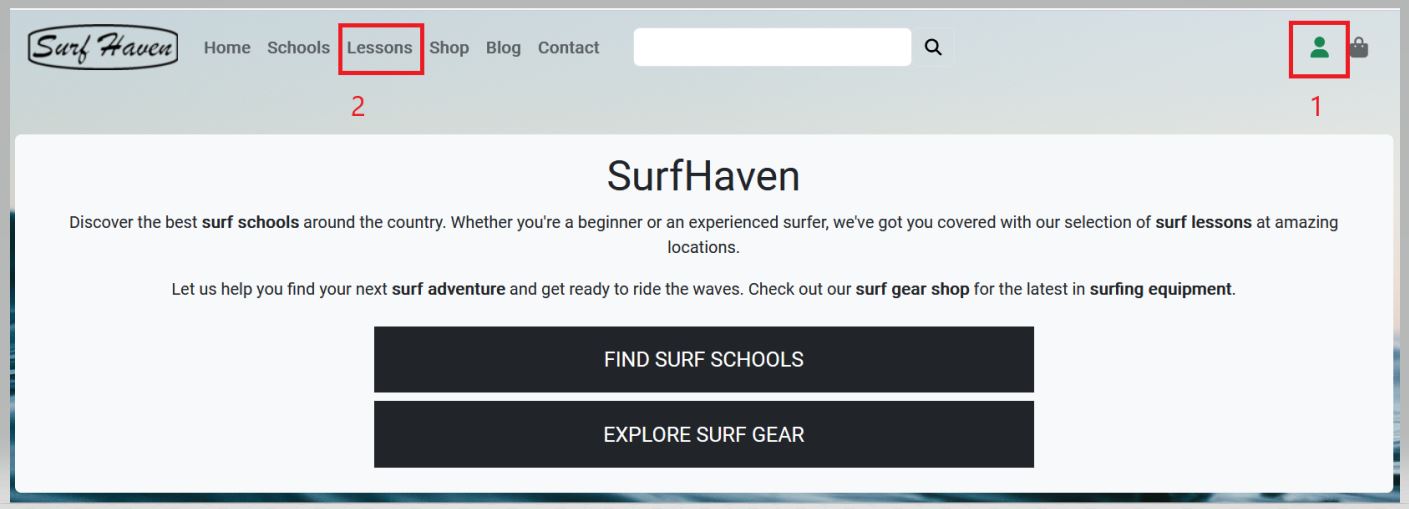 Surf Haven Home Schools Lessons Shop Blog Contact
2
1
SurfHaven
Discover the best surf schools around the country. Whether you're a beginner or an experienced surfer, we've got you covered with our selection of surf lessons at amazing
locations.
Let us help you find your next surf adventure and get ready to ride the waves. Check out our surf gear shop for the latest in surfing equipment.
FIND SURF SCHOOLS
EXPLORE SURF GEAR